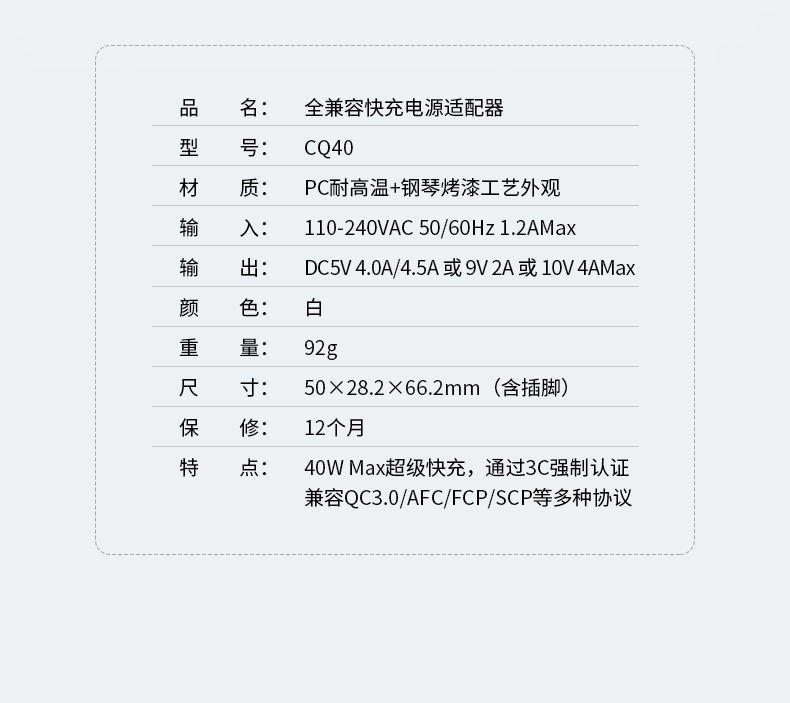 品 名： 全兼容快充电源适配器
型 号： CQ40
材 质： PC耐高温+钢琴烤漆工艺外观
输 入： 110-240VAC 50/60Hz 1.2AMax
输 出： DC5V 4.0A/4.5A 或 9V 2A 或 10V 4AMax
颜 色： 白
重 量： 92g
尺 寸： 50×28.2×66.2mm（含插脚）
保 修： 12个月
特 点： 40W Max超级快充，通过3C强制认证
兼容QC3.0/AFC/FCP/SCP等多种协议